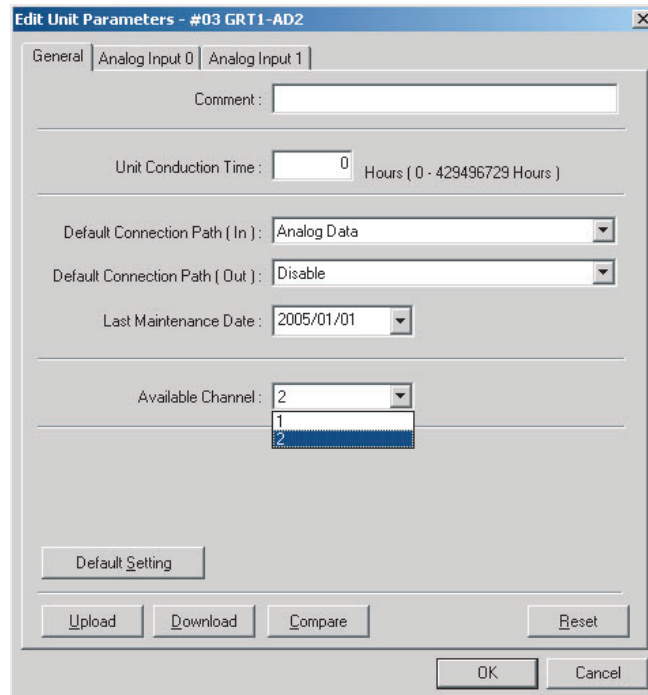 Edit Unit Parameters - #03 GRT1-AD2
General Analog Input 0 Analog Input 1
Comment :
Unit Conduction Time : 0 Hours ( 0 - 429496729 Hours )
Default Connection Path ( In ) : Analog Data
Default Connection Path ( Out ) : Disable
Last Maintenance Date : 2005/01/01
Available Channel : 2
1
2
Default Setting
Upload Download Compare Reset
OK Cancel